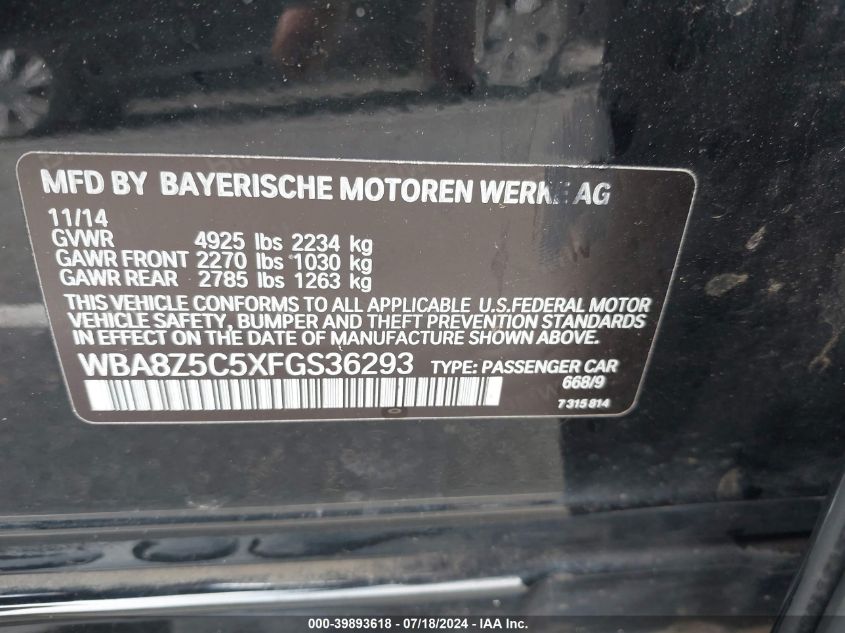 MFD BY BAYERISCHE MOTOREN WERKE AG
11/14
GVWR 4925 lbs 2234 kg
GAWR FRONT 2270 lbs 1030 kg
GAWR REAR 2785 lbs 1263 kg
THIS VEHICLE CONFORMS TO ALL APPLICABLE U.S.FEDERAL MOTOR
VEHICLE SAFETY, BUMPER AND THEFT PREVENTION STANDARDS
IN EFFECT ON THE DATE OF MANUFACTURE SHOWN ABOVE.
WBA8Z5C5XFGS36293 TYPE: PASSENGER CAR
668/9
7 315 814
000-39893618 / 07/18/2024 - IAA Inc.